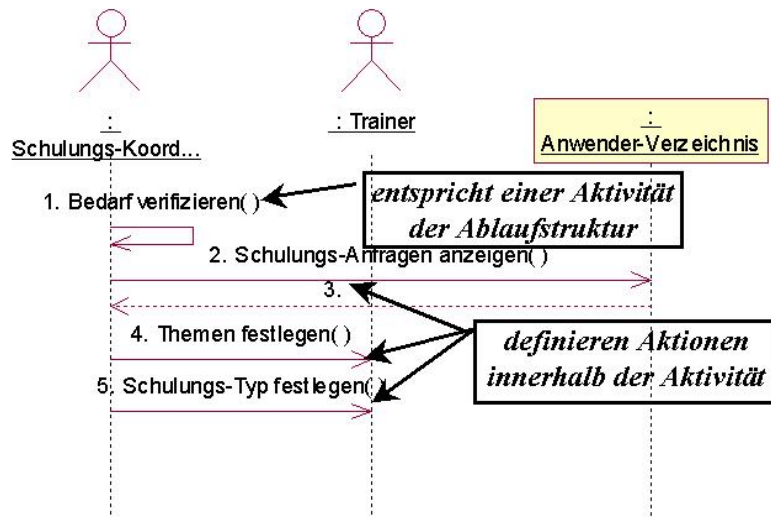 :
Schulungs-Koord...
: Trainer
:
Anwender-Verzeichnis
1. Bedarf verifizieren( )
entspricht einer Aktivität
der Ablaufstruktur
2. Schulungs-Anfragen anzeigen( )
3.
4. Themen festlegen( )
definieren Aktionen
innerhalb der Aktivität
5. Schulungs-Typ festlegen( )